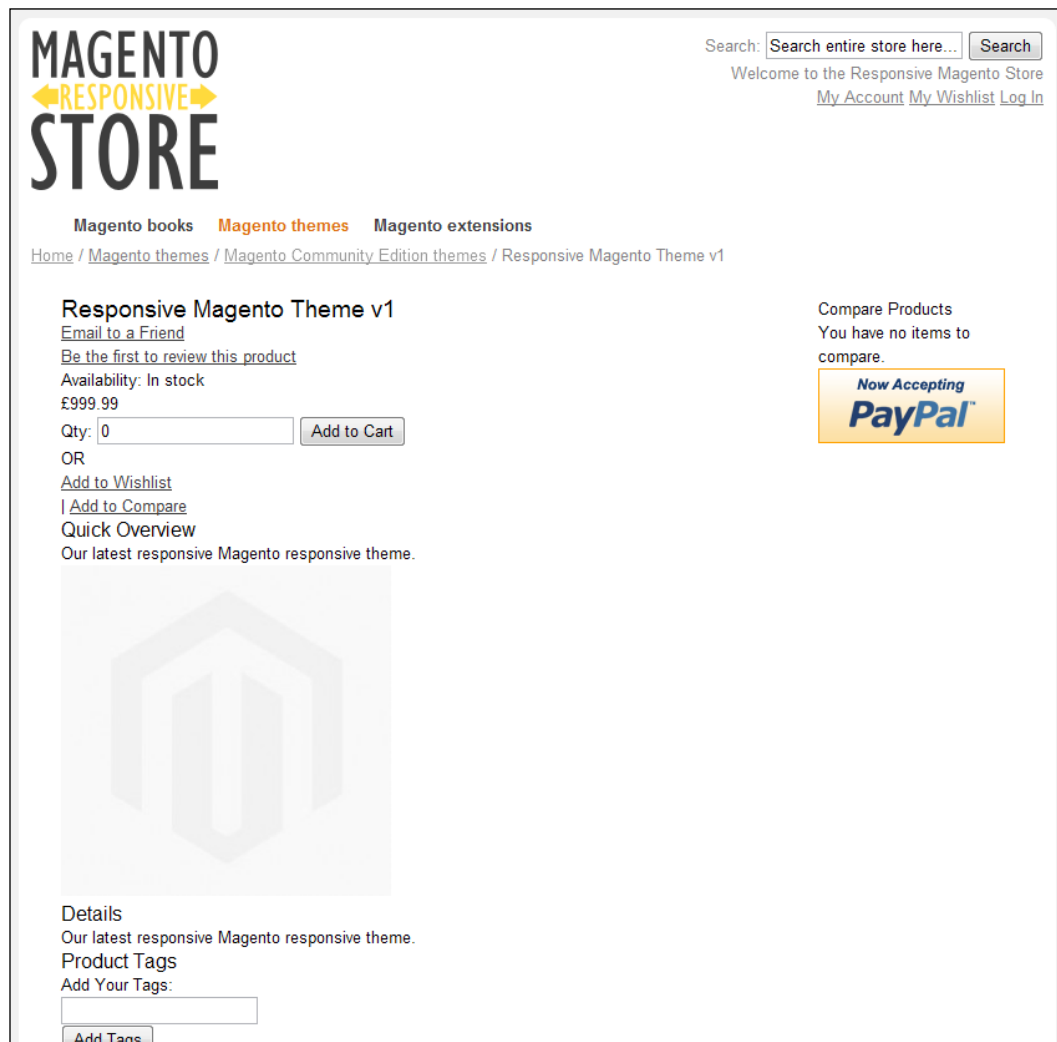 MAGENTO
RESPONSIVE
STORE
Search: Search entire store here... Search
Welcome to the Responsive Magento Store
My Account My Wishlist Log In
Magento books Magento themes Magento extensions
Home / Magento themes / Magento Community Edition themes / Responsive Magento Theme v1
Responsive Magento Theme v1
Email to a Friend
Be the first to review this product
Availability: In stock
£999.99
Qty: 0 Add to Cart
OR
Add to Wishlist
| Add to Compare
Quick Overview
Our latest responsive Magento responsive theme.
Details
Our latest responsive Magento responsive theme.
Product Tags
Add Your Tags:
Add Tags
Compare Products
You have no items to
compare.
Now Accepting
PayPal™